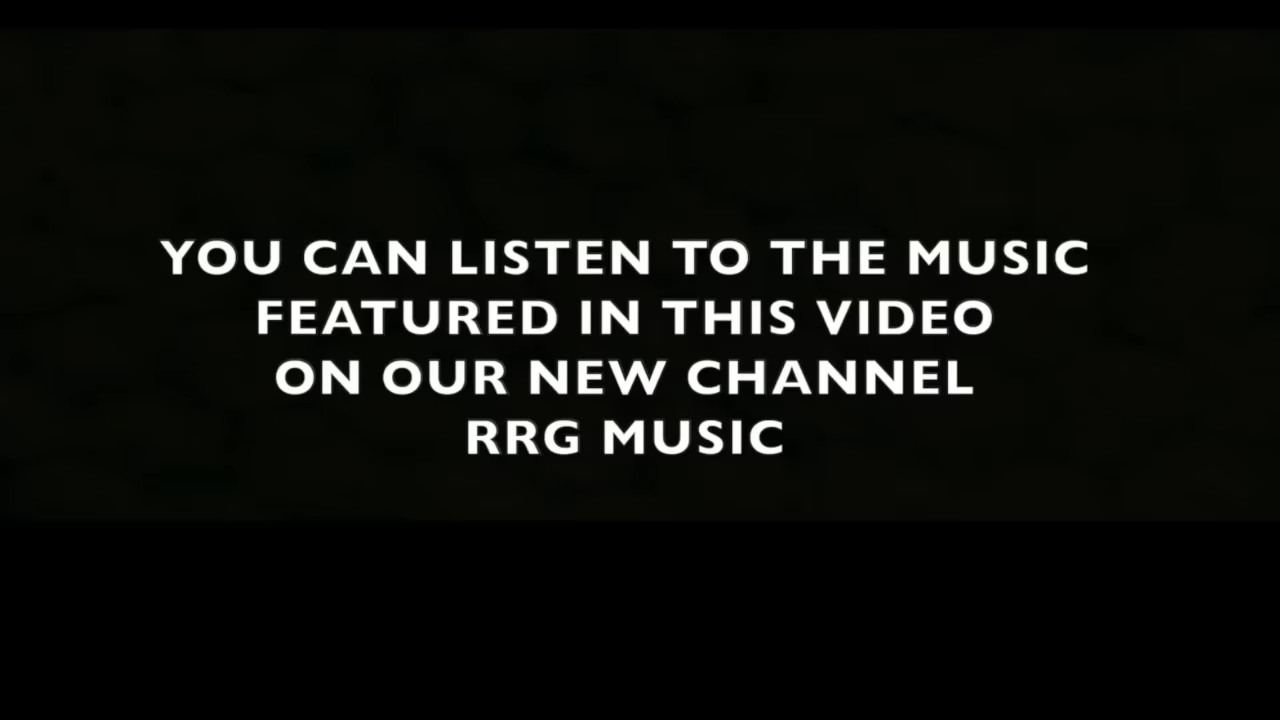 YOU CAN LISTEN TO THE MUSIC
FEATURED IN THIS VIDEO
ON OUR NEW CHANNEL
RRG MUSIC